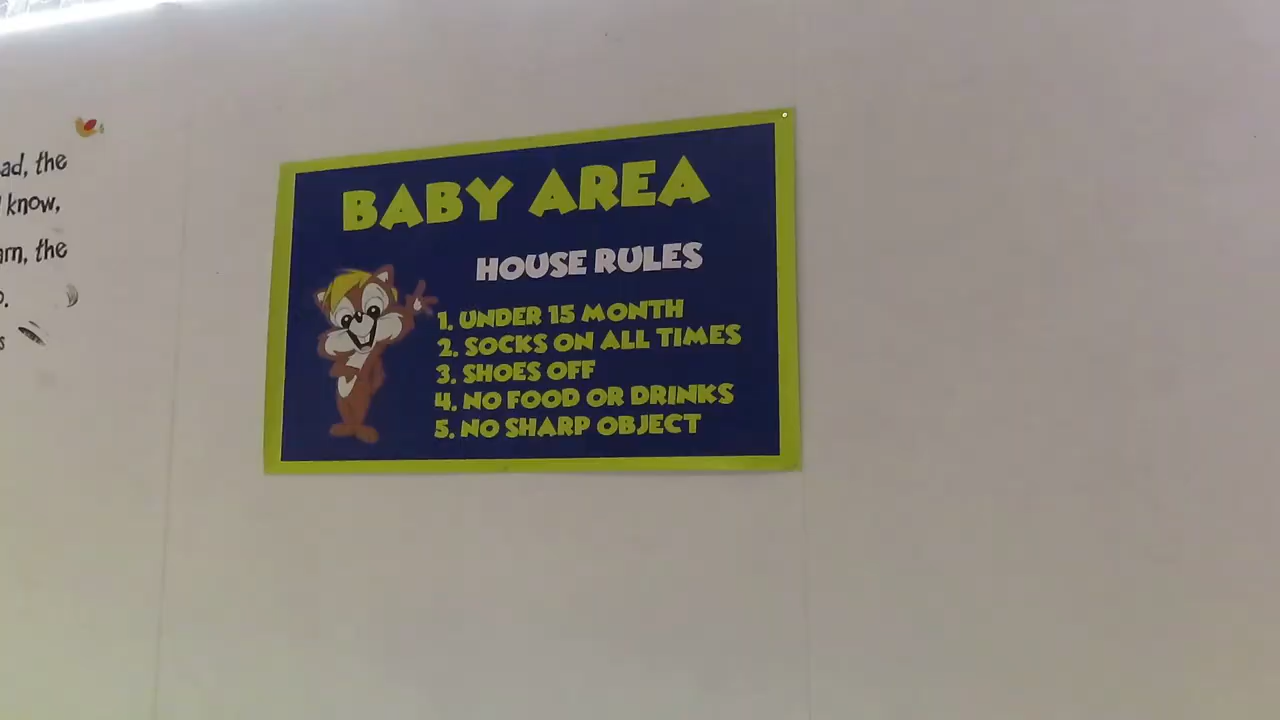 ad, the
know,
the
BABY AREA
HOUSE RULES
1. UNDER 15 MONTH
2. SOCKS ON ALL TIMES
3. SHOES OFF
4. NO FOOD OR DRINKS
5. NO SHARP OBJECT